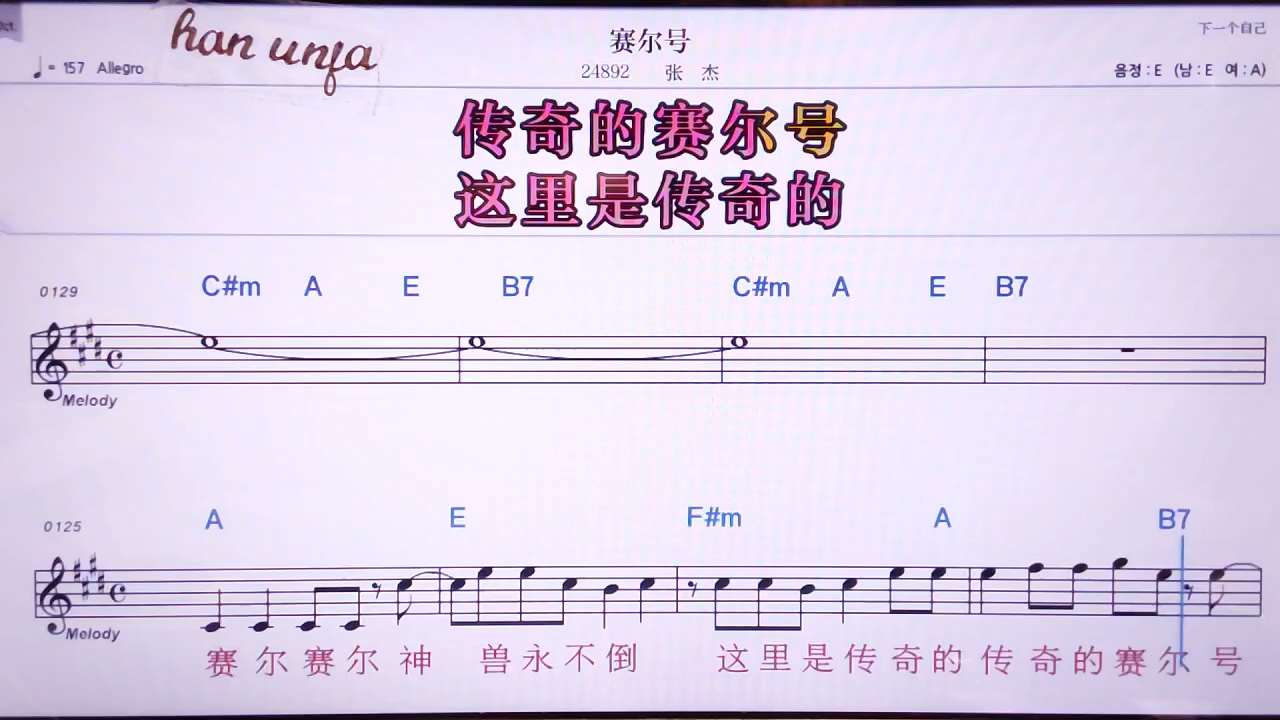 Oct.
han unfa
赛尔号
下一个自己
♩= 157 Allegro
24892 张 杰
음정 : E (남 : E 여 : A)
传奇的赛尔号
这里是传奇的
0129
C#m A E B7 C#m A E B7
Melody
0125
A E F#m A B7
Melody
赛 尔 赛 尔 神 兽 永 不 倒 这 里 是 传 奇 的 传 奇 的 赛 尔 号